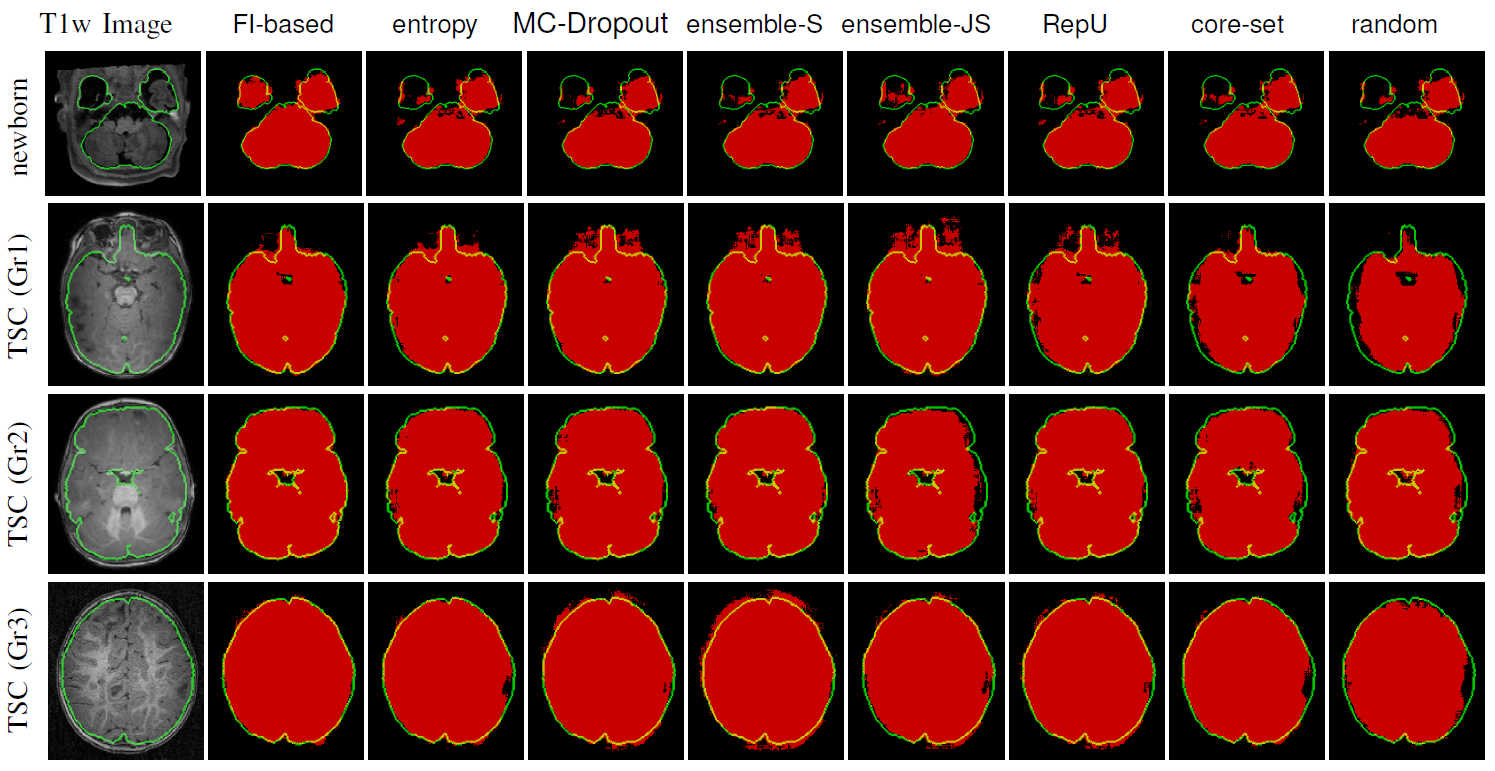 T1w Image FI-based entropy MC-Dropout ensemble-S ensemble-JS RepU core-set random
newborn
TSC (Gr1)
TSC (Gr2)
TSC (Gr3)